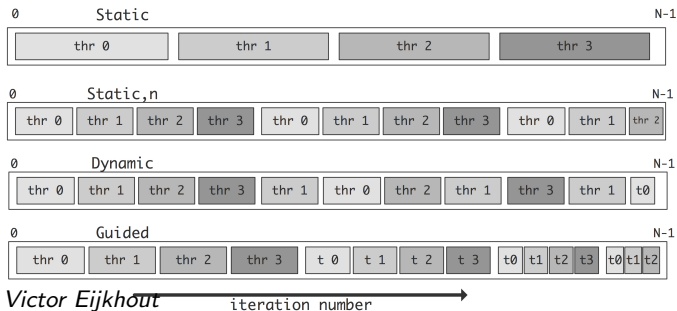 0 Static N-1
thr 0 thr 1 thr 2 thr 3
0 Static,n N-1
thr 0 thr 1 thr 2 thr 3 thr 0 thr 1 thr 2 thr 3 thr 0 thr 1 thr 2
0 Dynamic N-1
thr 0 thr 1 thr 2 thr 3 thr 1 thr 0 thr 2 thr 1 thr 3 thr 1 t0
0 Guided N-1
thr 0 thr 1 thr 2 thr 3 t 0 t 1 t 2 t 3 t0 t1 t2 t3 t0 t1 t2
Victor Eijkhout iteration number